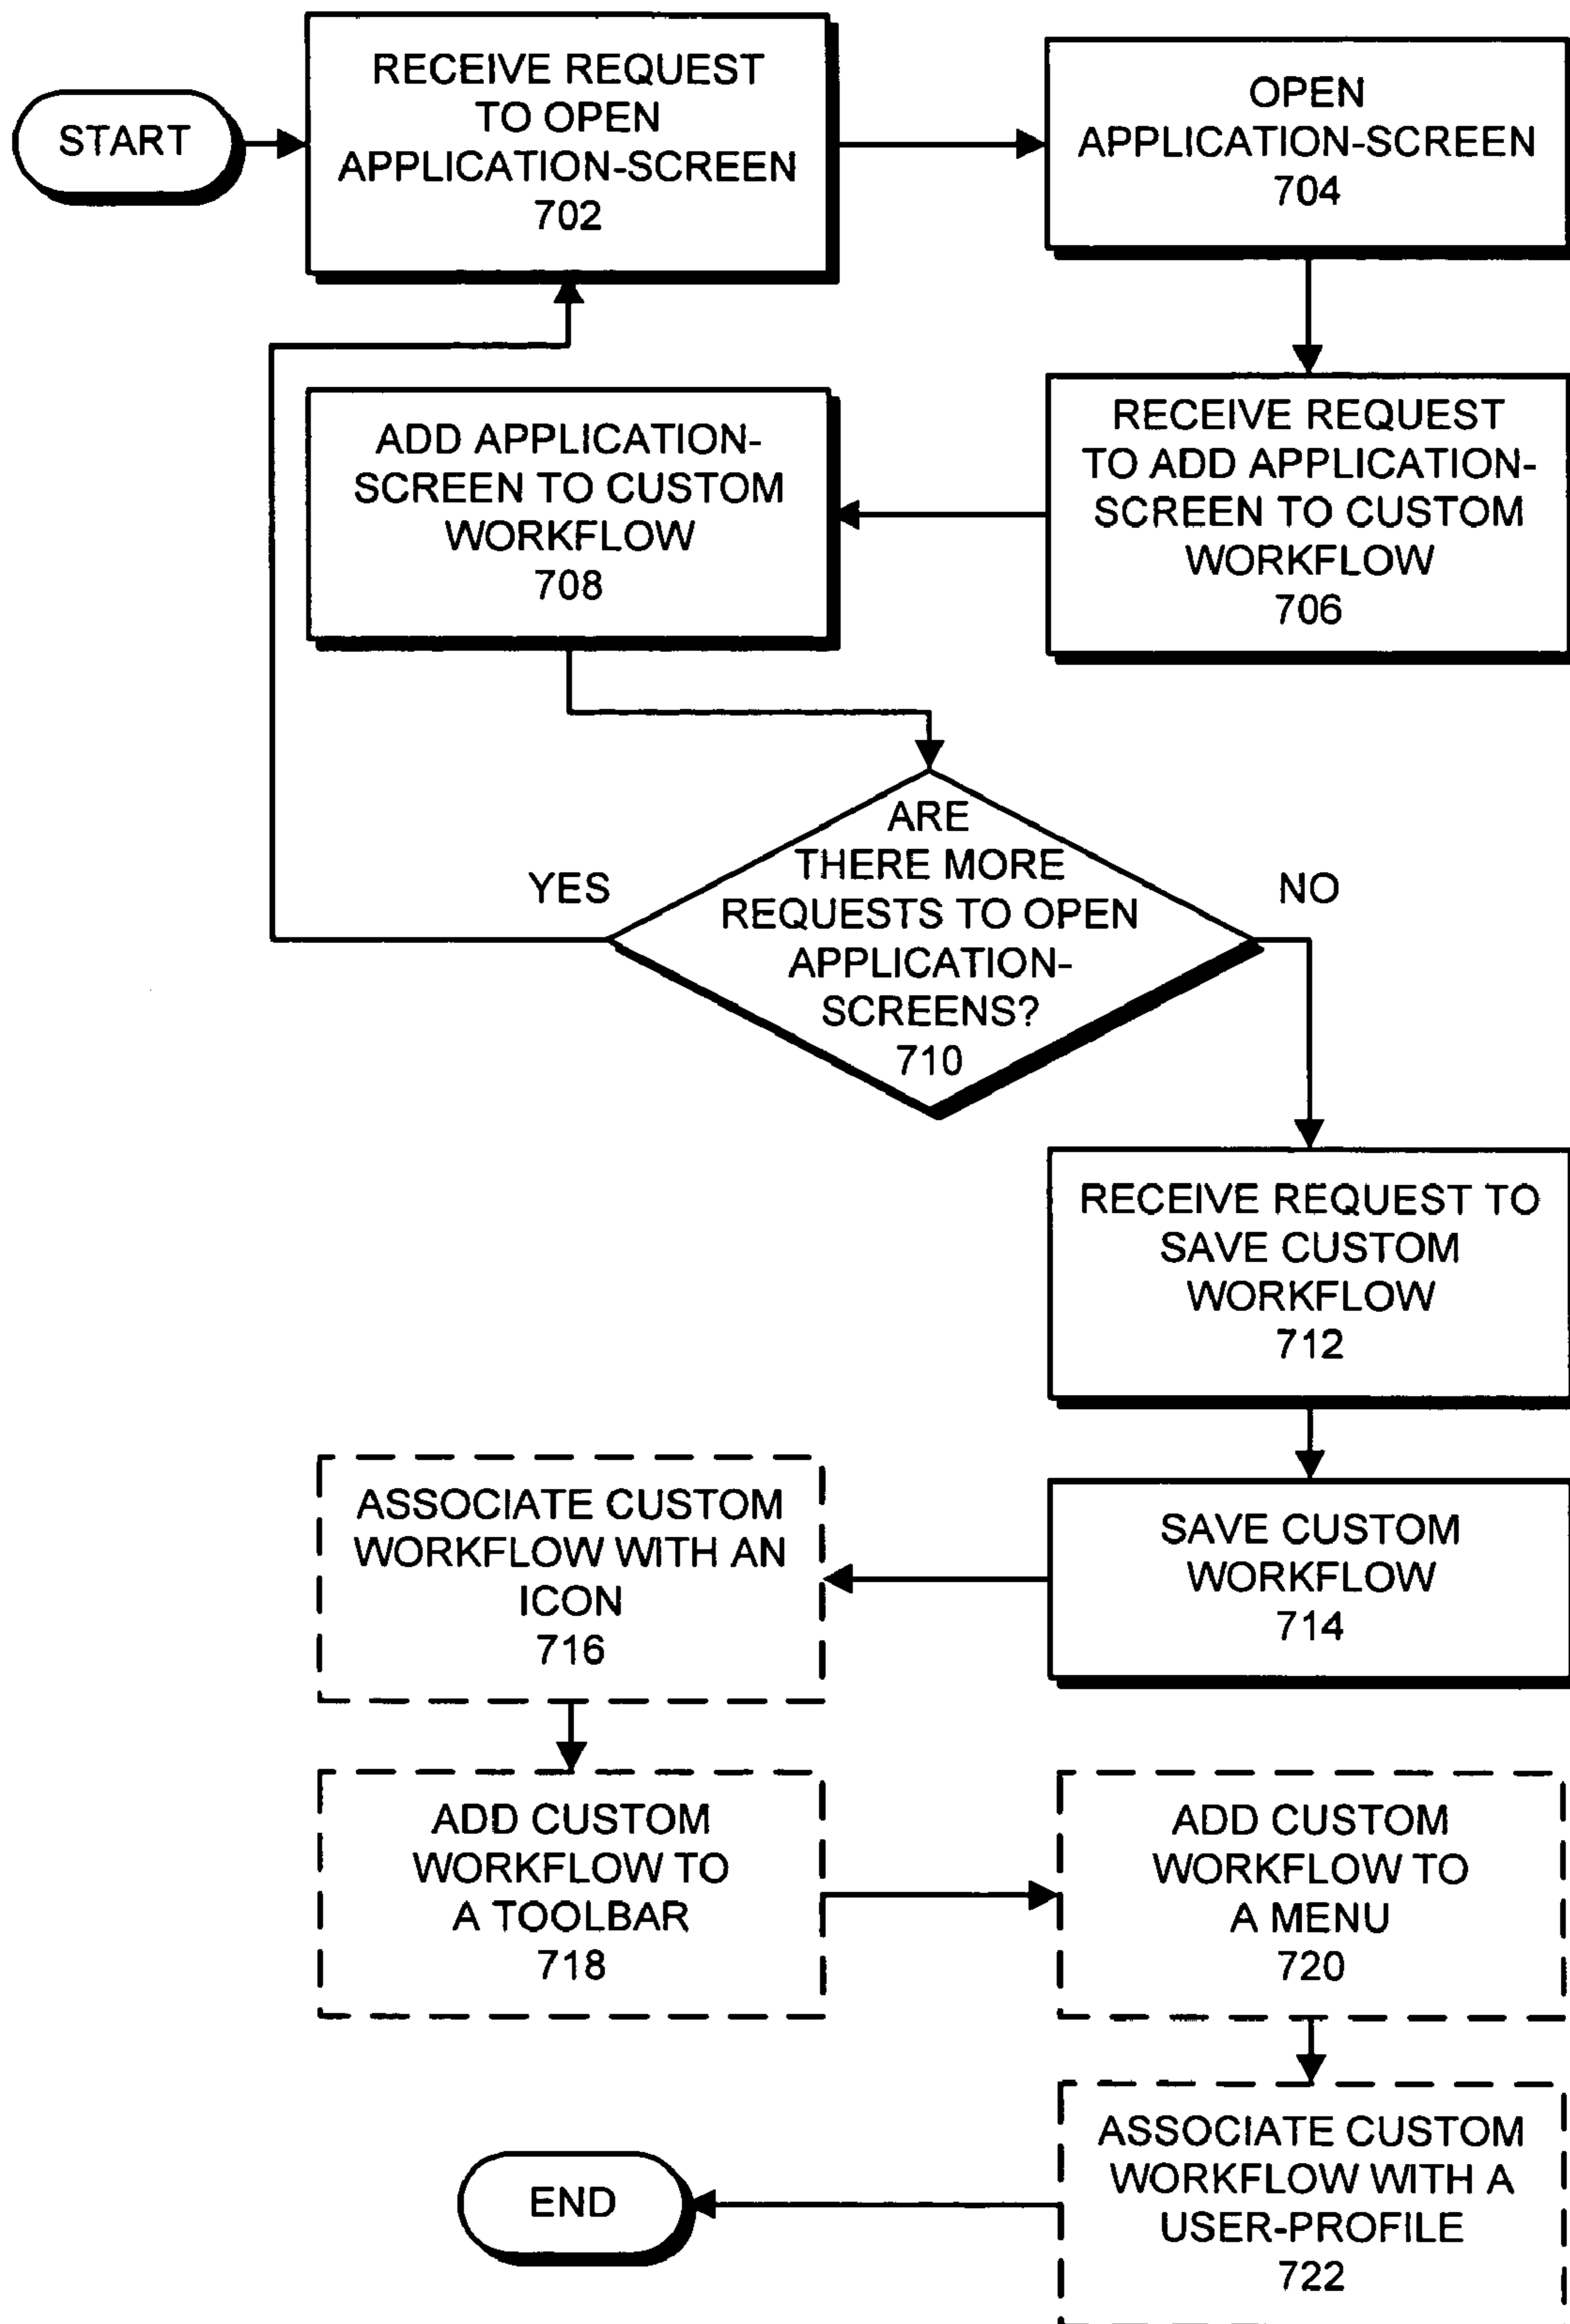 START
RECEIVE REQUEST
TO OPEN
APPLICATION-SCREEN
702
OPEN
APPLICATION-SCREEN
704
RECEIVE REQUEST
TO ADD APPLICATION-
SCREEN TO CUSTOM
WORKFLOW
706
ADD APPLICATION-
SCREEN TO CUSTOM
WORKFLOW
708
ARE
THERE MORE
REQUESTS TO OPEN
APPLICATION-
SCREENS?
710
YES
NO
RECEIVE REQUEST TO
SAVE CUSTOM
WORKFLOW
712
SAVE CUSTOM
WORKFLOW
714
ASSOCIATE CUSTOM
WORKFLOW WITH AN
ICON
716
ADD CUSTOM
WORKFLOW TO
A TOOLBAR
718
ADD CUSTOM
WORKFLOW TO
A MENU
720
ASSOCIATE CUSTOM
WORKFLOW WITH A
USER-PROFILE
722
END